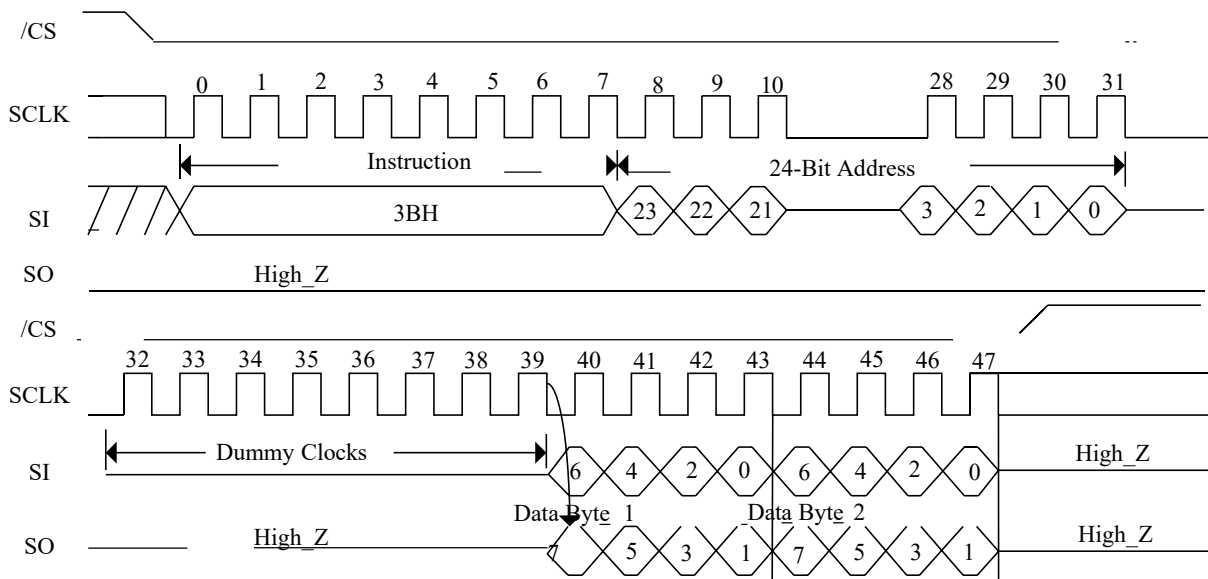 /CS
0 1 2 3 4 5 6 7 8 9 10 28 29 30 31
SCLK
Instruction 24-Bit Address
SI 3BH 23 22 21 3 2 1 0
SO High_Z
/CS
32 33 34 35 36 37 38 39 40 41 42 43 44 45 46 47
SCLK
Dummy Clocks
SI 6 4 2 0 6 4 2 0 High_Z
Data Byte 1 Data Byte 2
SO High_Z 7 5 3 1 7 5 3 1 High_Z